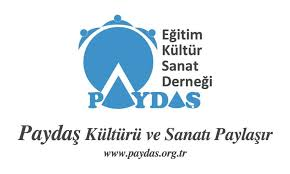 Eğitim
Kültür
Sanat
Derneği
PAYDAŞ
Paydaş Kültürü ve Sanatı Paylaşır
www.paydas.org.tr